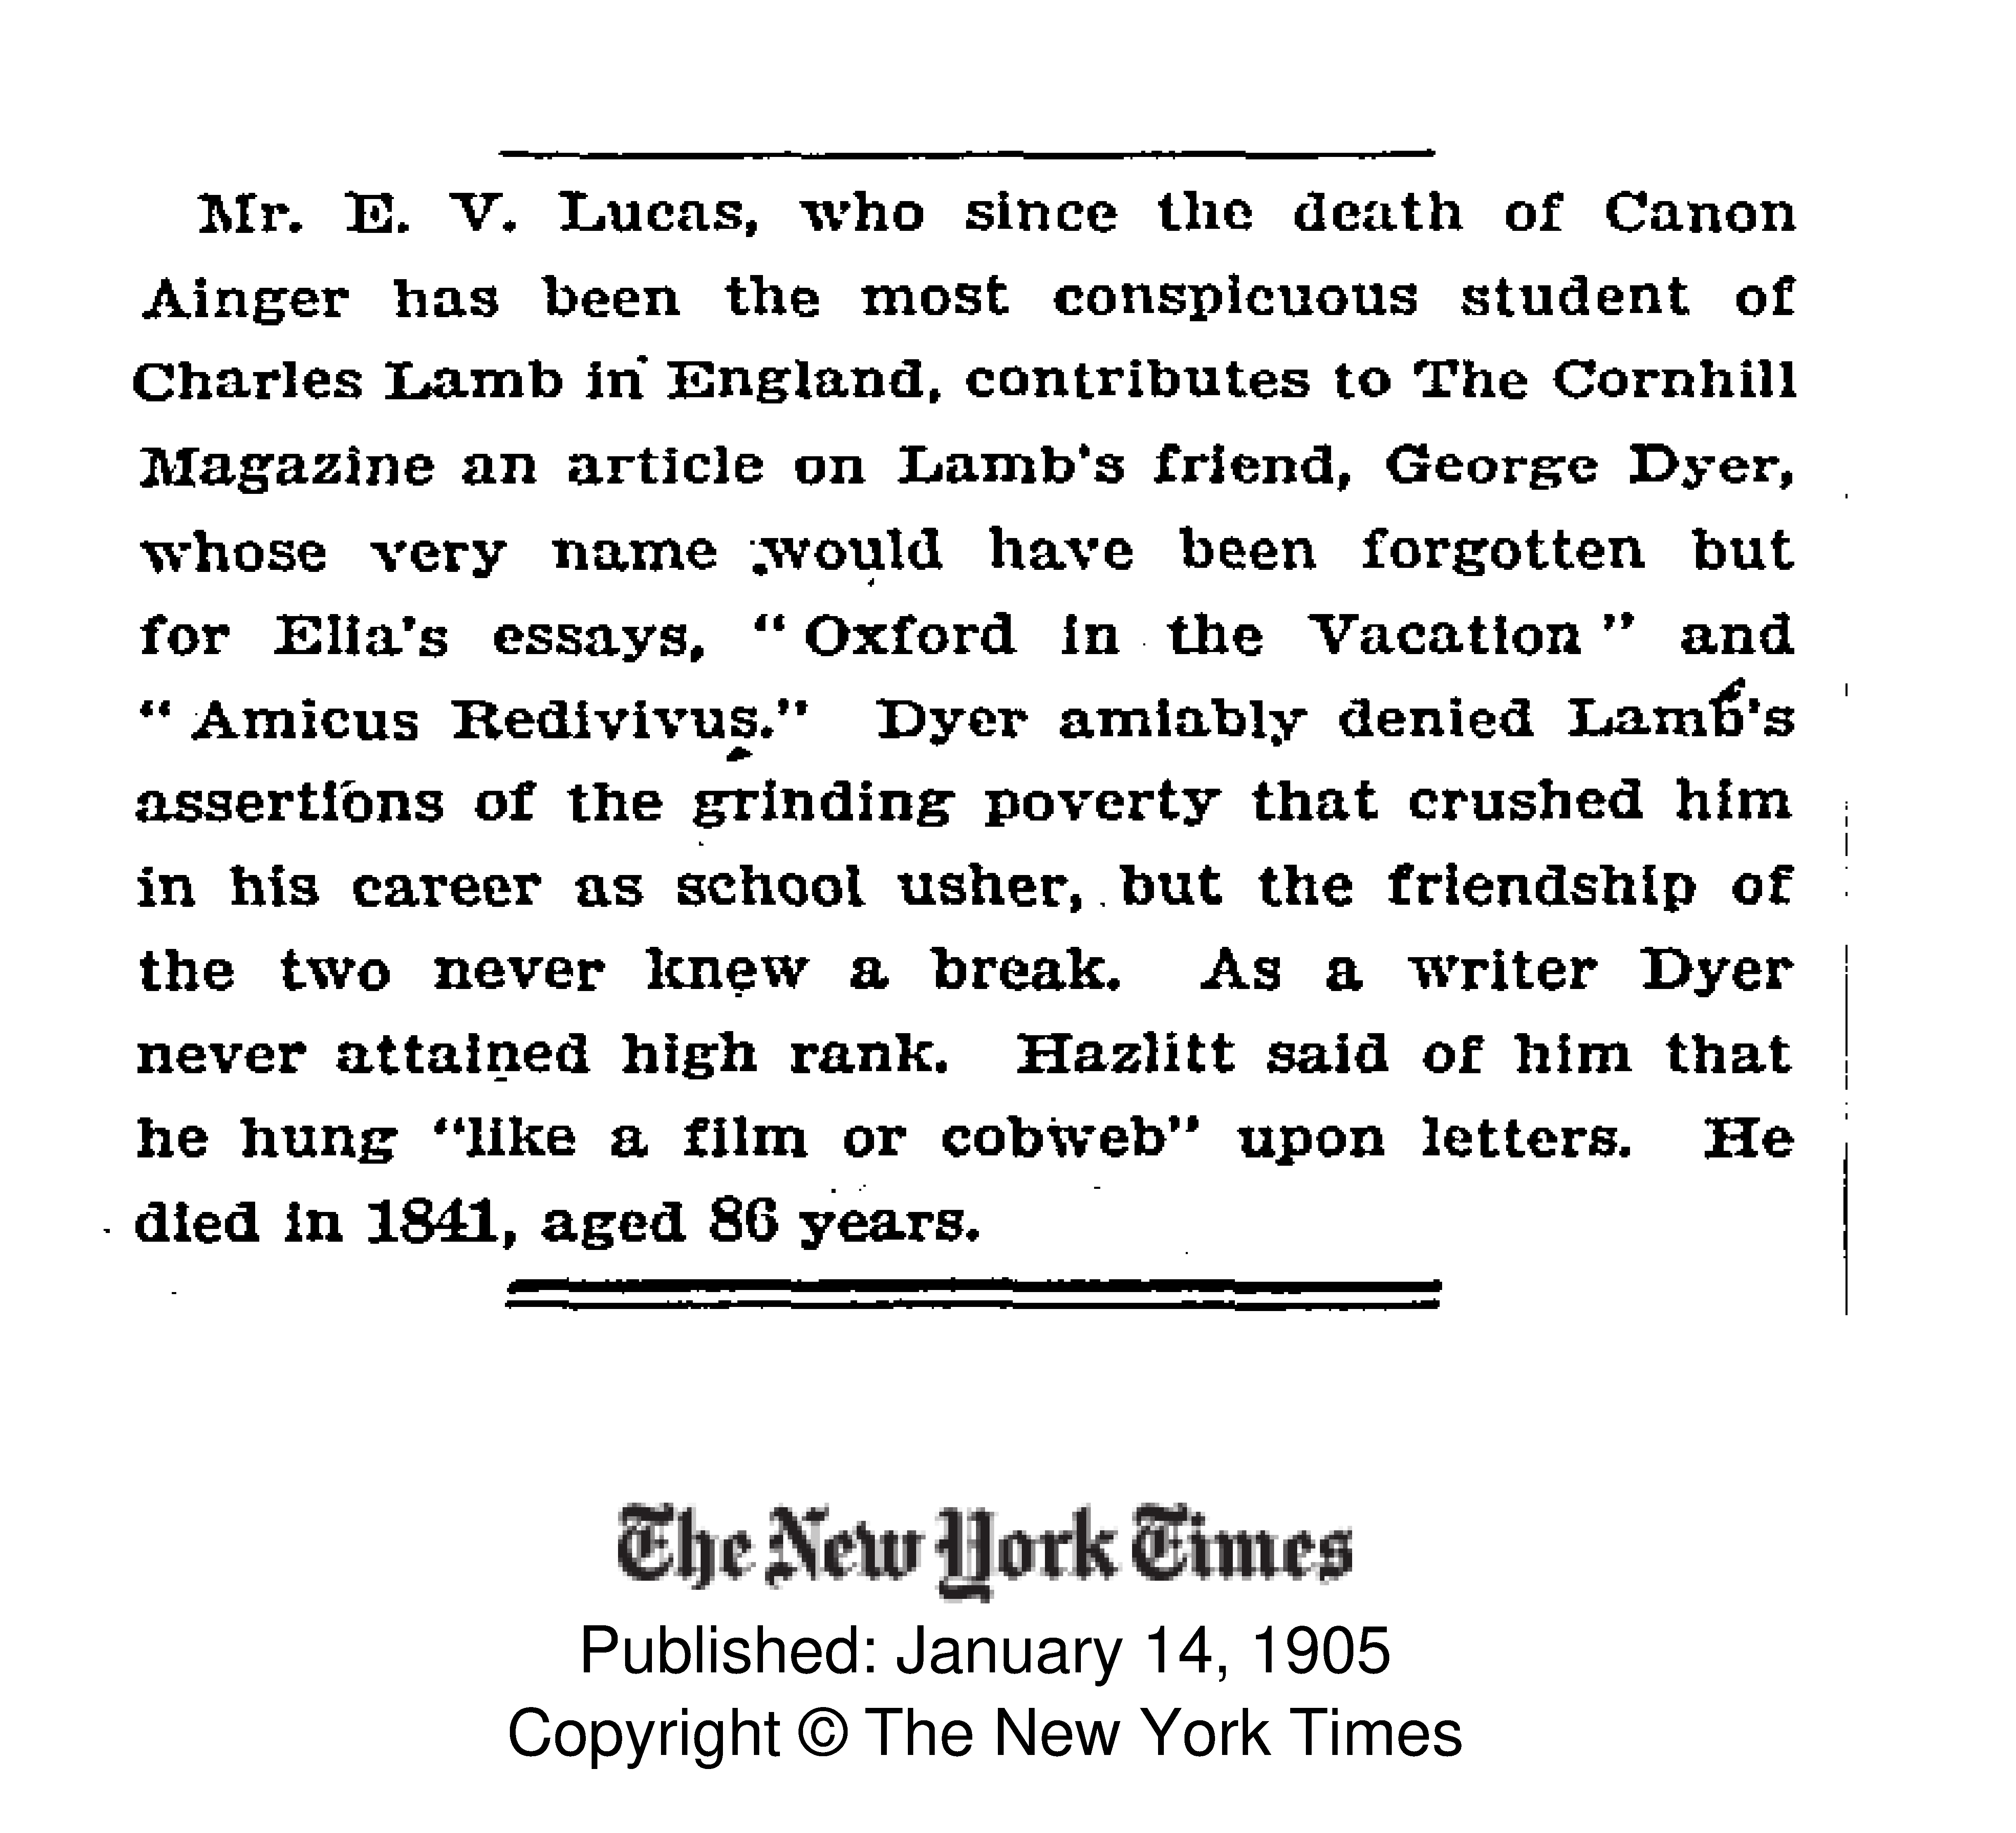 Mr. E. V. Lucas, who since the death of Canon
Ainger has been the most conspicuous student of
Charles Lamb in England, contributes to The Cornhill
Magazine an article on Lamb's friend, George Dyer,
whose very name would have been forgotten but
for Elia's essays, "Oxford in the Vacation" and
"Amicus Redivivus." Dyer amiably denied Lamb's
assertions of the grinding poverty that crushed him
in his career as school usher, but the friendship of
the two never knew a break. As a writer Dyer
never attained high rank. Hazlitt said of him that
he hung "like a film or cobweb" upon letters. He
died in 1841, aged 86 years.
The New York Times
Published: January 14, 1905
Copyright © The New York Times